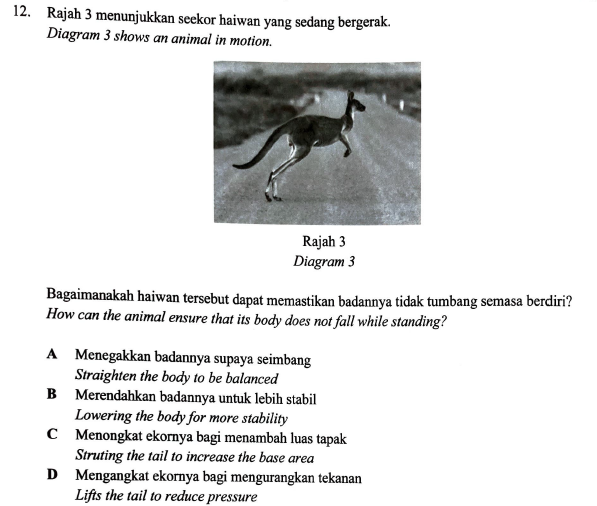 12. Rajah 3 menunjukkan seekor haiwan yang sedang bergerak.
Diagram 3 shows an animal in motion.
Rajah 3
Diagram 3
Bagaimanakah haiwan tersebut dapat memastikan badannya tidak tumbang semasa berdiri?
How can the animal ensure that its body does not fall while standing?
A Menegakkan badannya supaya seimbang
Straighten the body to be balanced
B Merendahkan badannya untuk lebih stabil
Lowering the body for more stability
C Menongkat ekornya bagi menambah luas tapak
Struting the tail to increase the base area
D Mengangkat ekornya bagi mengurangkan tekanan
Lifts the tail to reduce pressure